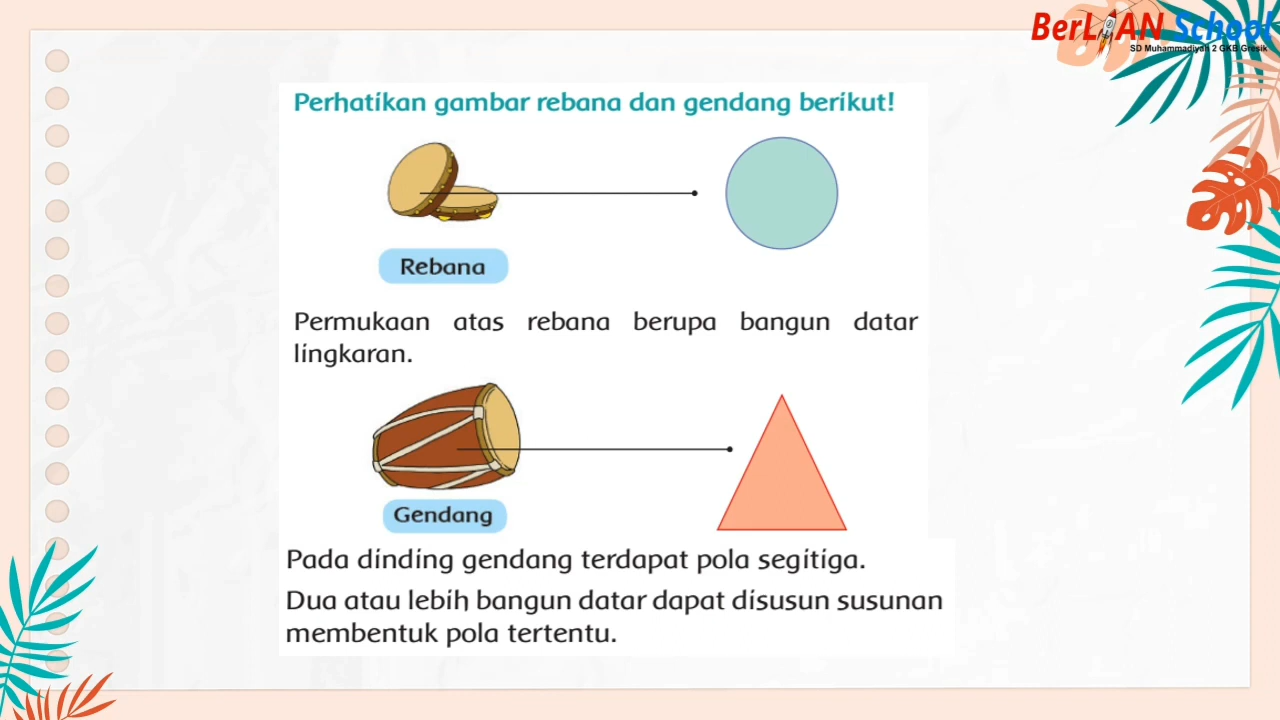 BerLIAN School
SD Muhammadiyah 2 GKB Gresik
Perhatikan gambar rebana dan gendang berikut!
Rebana
Permukaan atas rebana berupa bangun datar
lingkaran.
Gendang
Pada dinding gendang terdapat pola segitiga.
Dua atau lebih bangun datar dapat disusun susunan
membentuk pola tertentu.